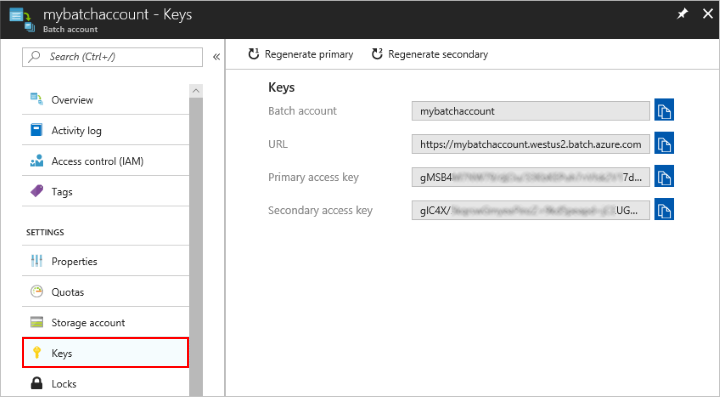 mybatchaccount - Keys
Batch account
Search (Ctrl+/)
Overview
Activity log
Access control (IAM)
Tags
SETTINGS
Properties
Quotas
Storage account
Keys
Locks
Regenerate primary Regenerate secondary
Keys
Batch account mybatchaccount
URL https://mybatchaccount.westus2.batch.azure.com
Primary access key gMSB4 7d...
Secondary access key gIC4X/ UG...